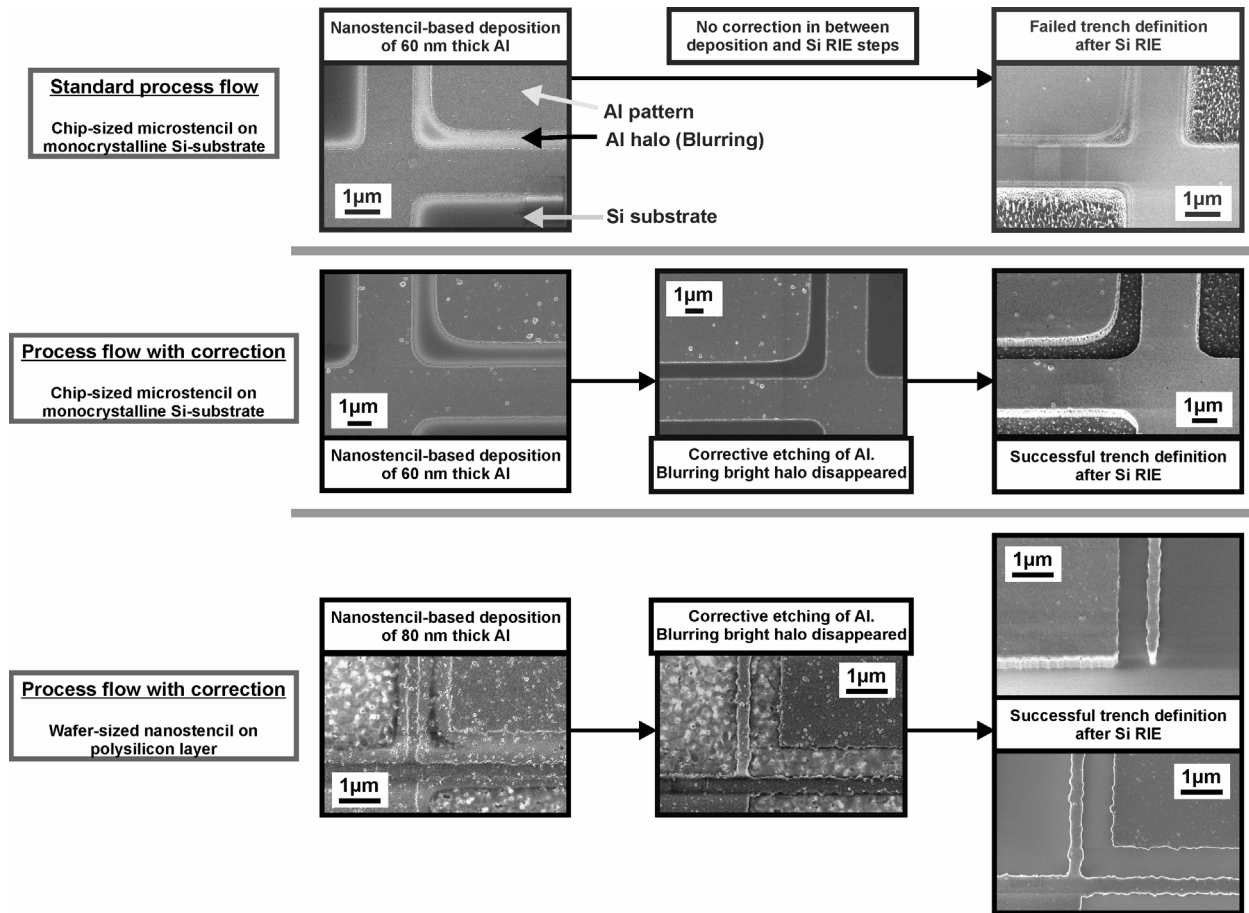 Standard process flow
Chip-sized microstencil on
monocrystalline Si-substrate
Nanostencil-based deposition
of 60 nm thick Al
1µm
No correction in between
deposition and Si RIE steps
Al pattern
Al halo (Blurring)
Si substrate
Failed trench definition
after Si RIE
1µm
Process flow with correction
Chip-sized microstencil on
monocrystalline Si-substrate
1µm
Nanostencil-based deposition
of 60 nm thick Al
1µm
Corrective etching of Al.
Blurring bright halo disappeared
1µm
Successful trench definition
after Si RIE
Process flow with correction
Wafer-sized nanostencil on
polysilicon layer
Nanostencil-based deposition
of 80 nm thick Al
1µm
Corrective etching of Al.
Blurring bright halo disappeared
1µm
1µm
Successful trench definition
after Si RIE
1µm